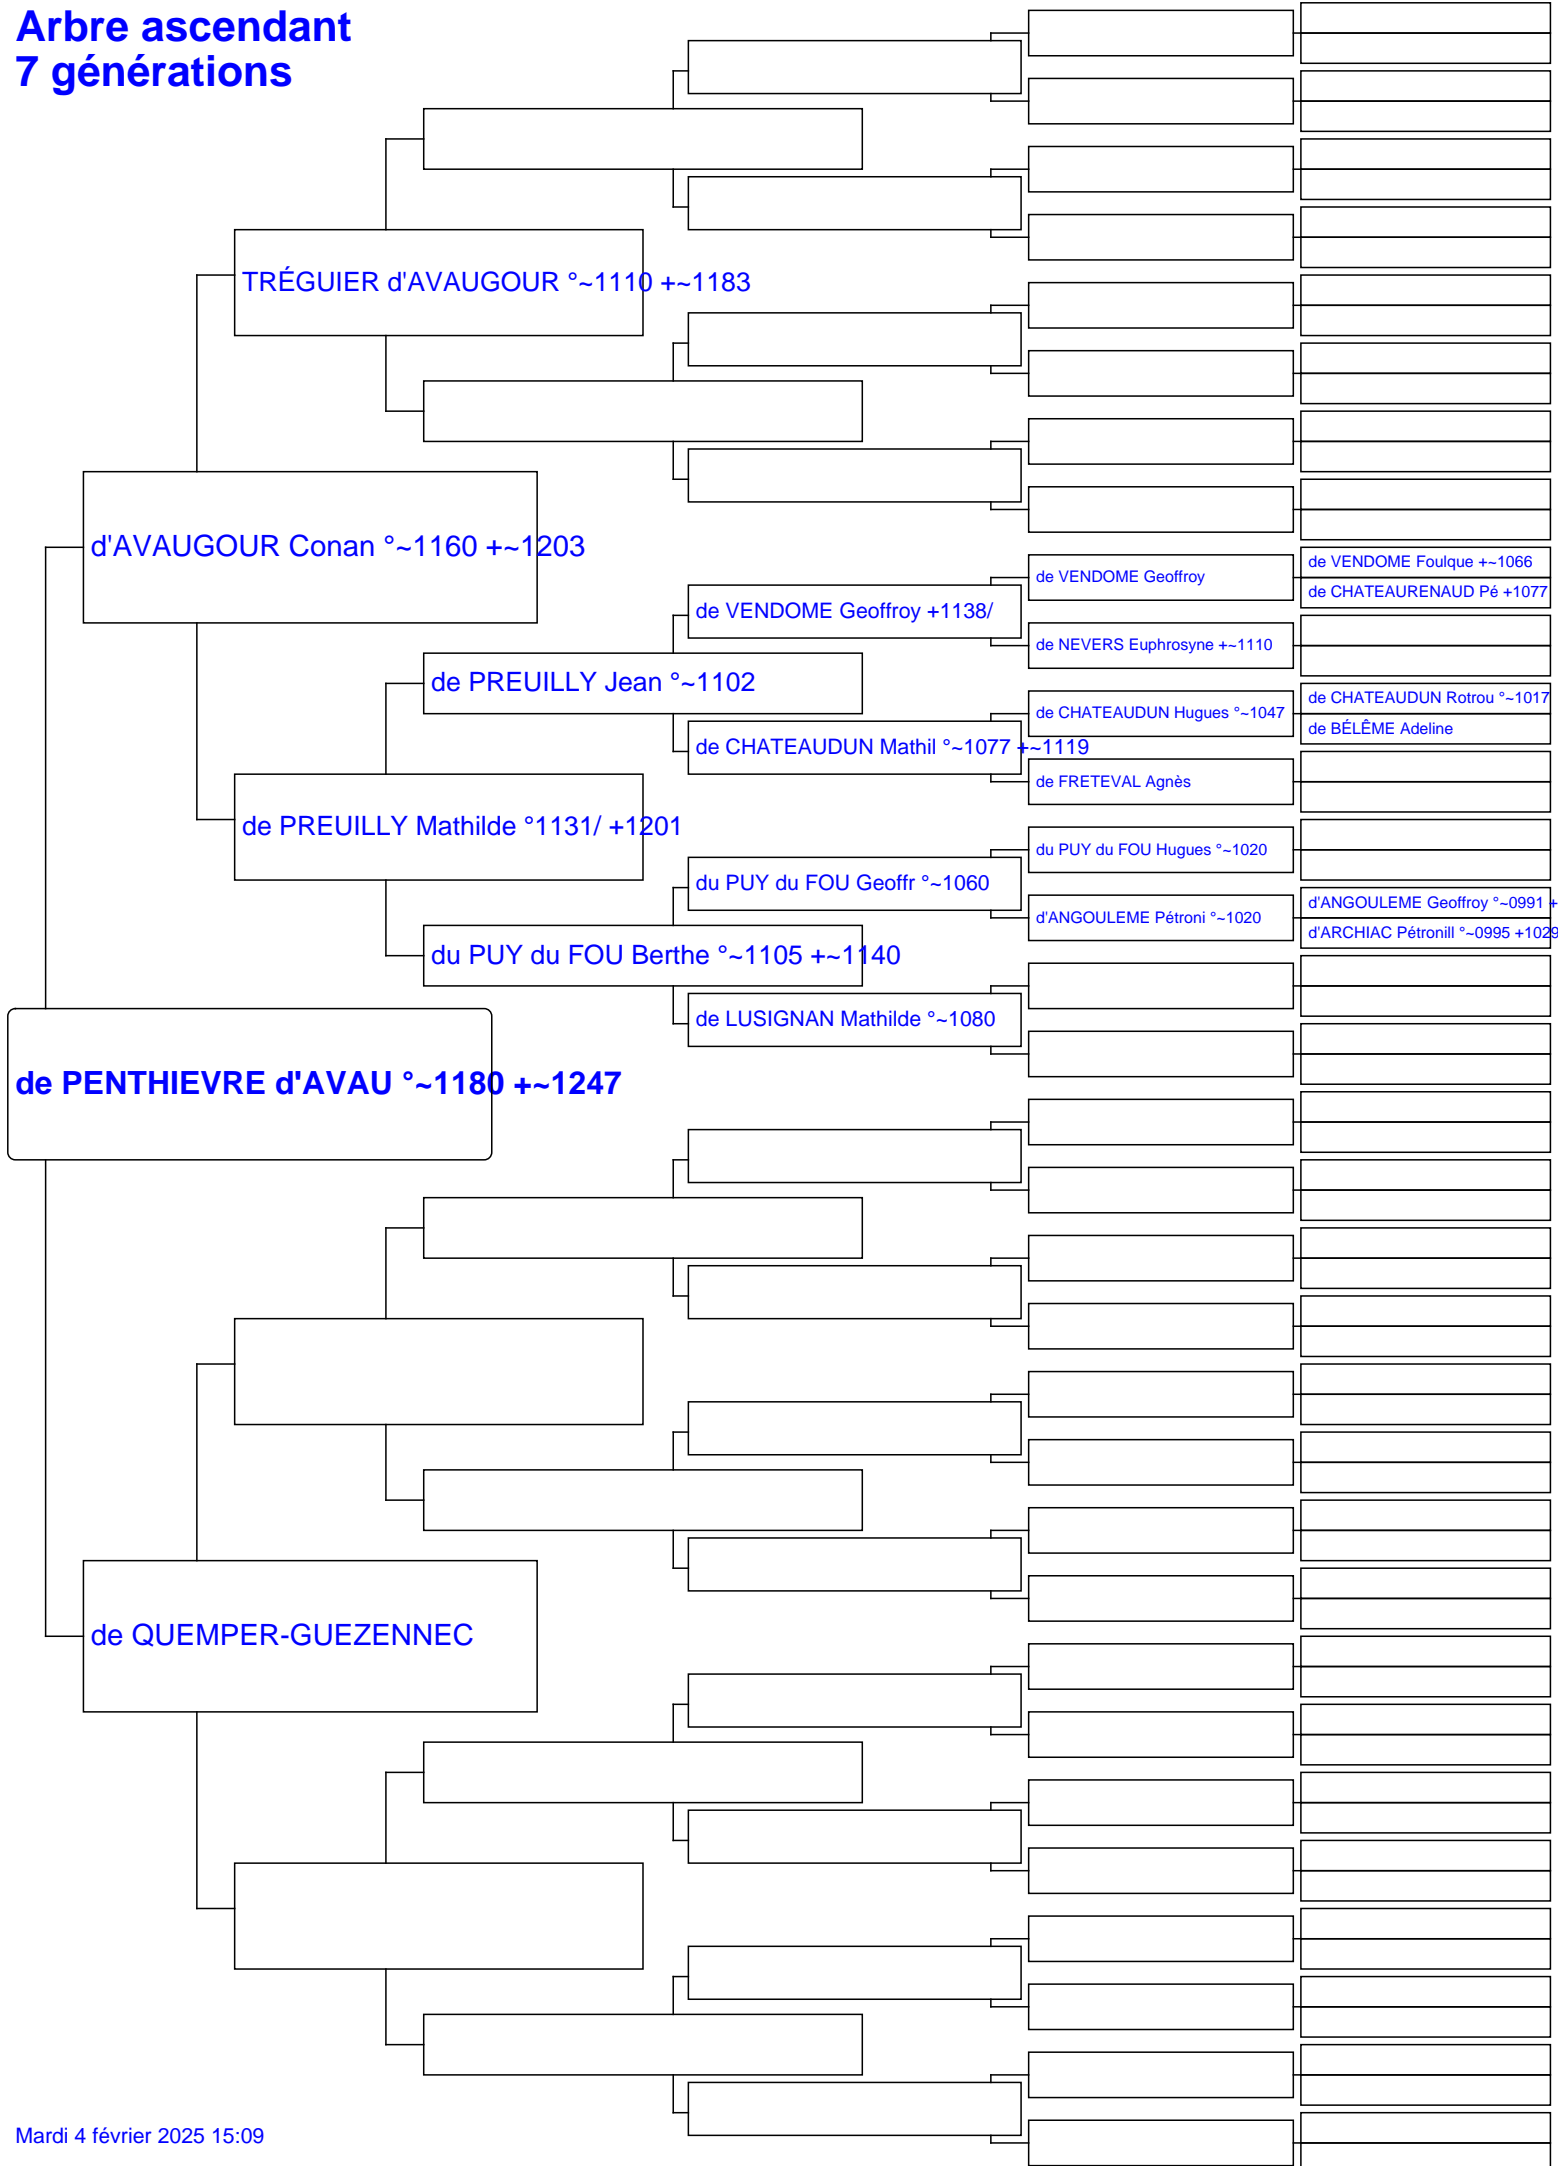 Arbre ascendant
7 générations
TRÉGUIER d'AVAUGOUR °~1110 +~1183
d'AVAUGOUR Conan °~1160 +~1203
de VENDOME Foulque +~1066
de VENDOME Geoffroy
de CHATEAURENAUD Pé +1077
de VENDOME Geoffroy +1138/
de NEVERS Euphrosyne +~1110
de PREUILLY Jean °~1102
de CHATEAUDUN Rotrou °~1017
de CHATEAUDUN Hugues °~1047
de BÉLÊME Adeline
de CHATEAUDUN Mathil °~1077 +~1119
de FRETEVAL Agnès
de PREUILLY Mathilde °1131/ +1201
du PUY du FOU Hugues °~1020
du PUY du FOU Geoffr °~1060
d'ANGOULEME Geoffroy °~0991 +
d'ANGOULEME Pétroni °~1020
d'ARCHIAC Pétronill °~0995 +1029
du PUY du FOU Berthe °~1105 +~1140
de LUSIGNAN Mathilde °~1080
de PENTHIEVRE d'AVAU °~1180 +~1247
de QUEMPER-GUEZENNEC
Mardi 4 février 2025 15:09